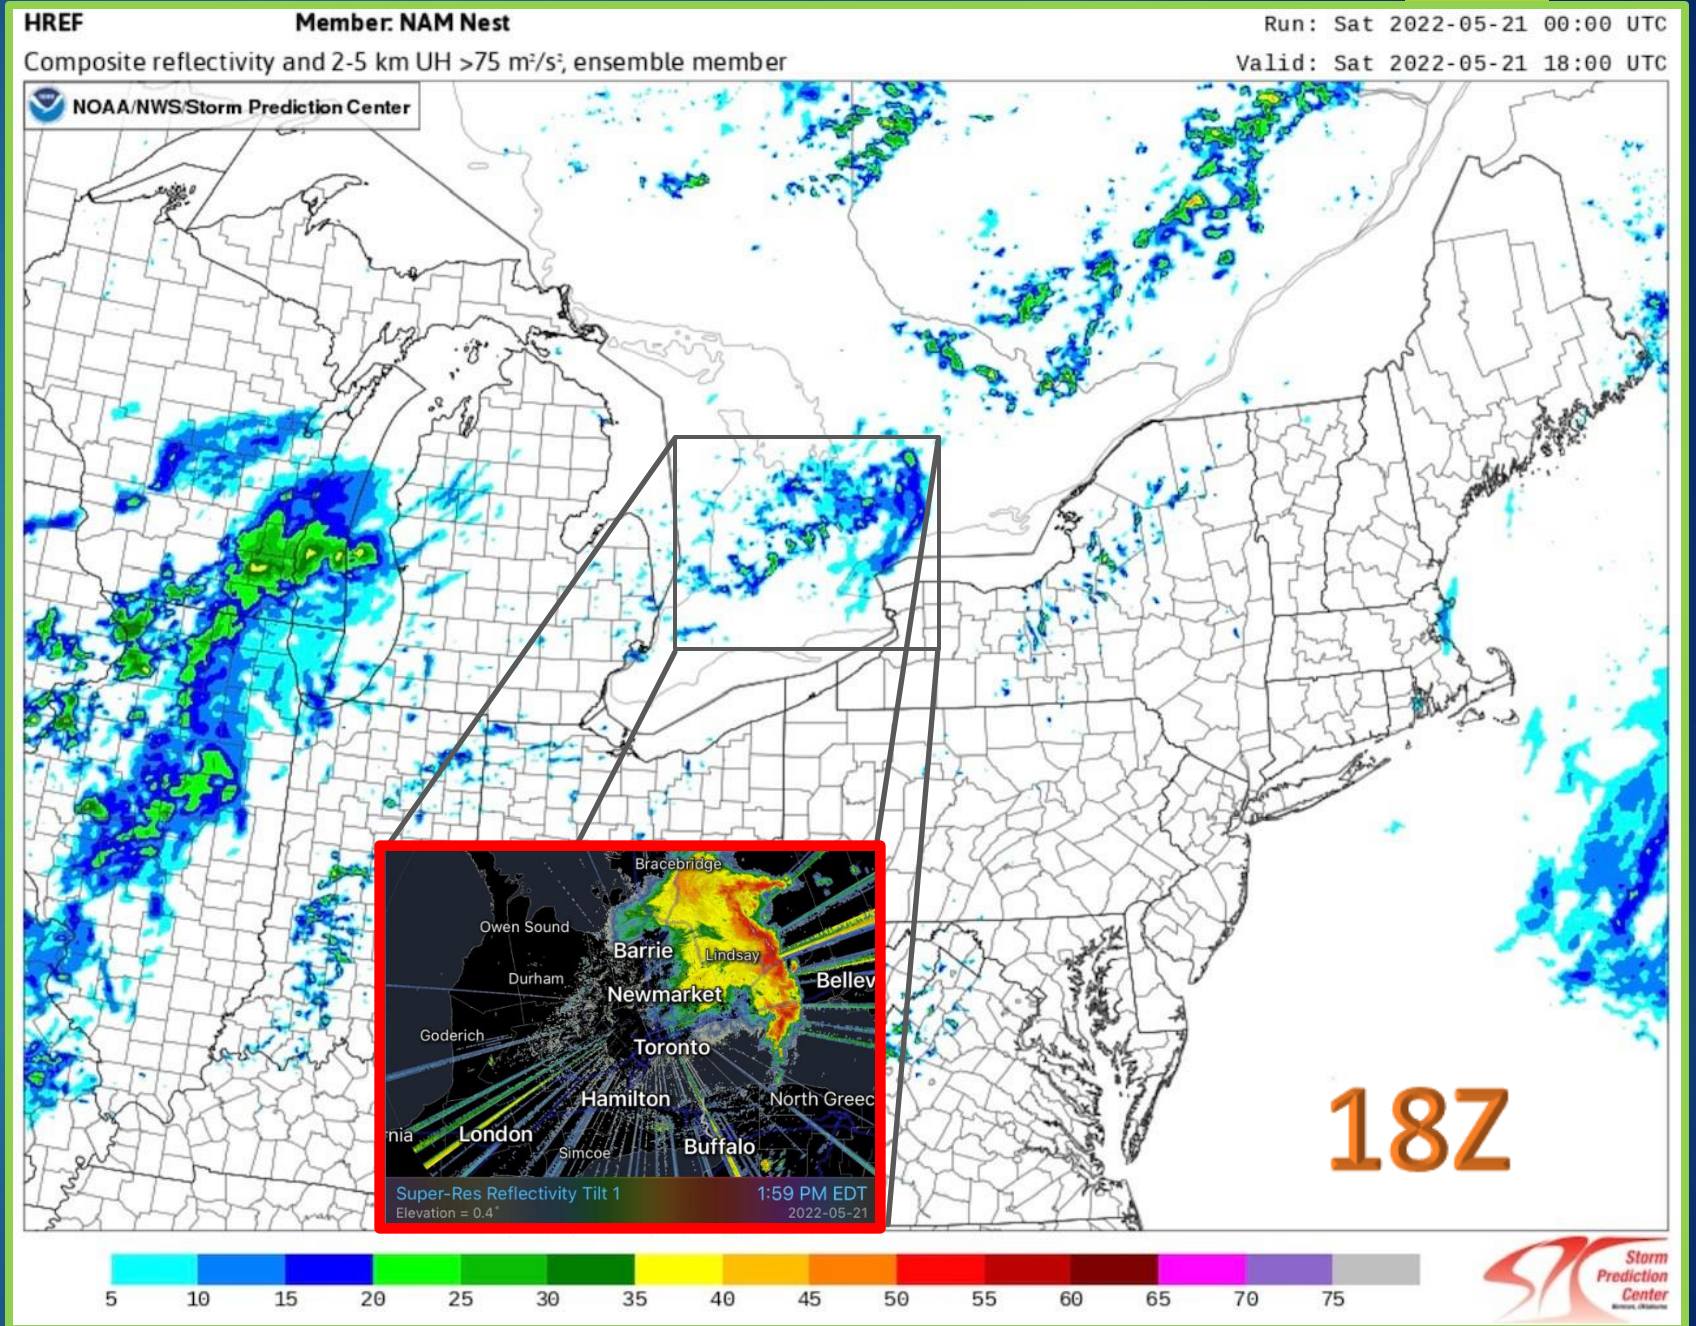 HREF Member: NAM Nest Run: Sat 2022-05-21 00:00 UTC
Composite reflectivity and 2-5 km UH >75 m²/s², ensemble member Valid: Sat 2022-05-21 18:00 UTC
NOAA/NWS/Storm Prediction Center
Bracebridge
Owen Sound
Barrie
Lindsay
Durham
Bellev
Newmarket
Goderich
Toronto
Hamilton
North Greec
rnia
London
Simcoe
Buffalo
Super-Res Reflectivity Tilt 1 1:59 PM EDT
Elevation = 0.4° 2022-05-21
18Z
5 10 15 20 25 30 35 40 45 50 55 60 65 70 75
Storm
Prediction
Center
Norman, Oklahoma